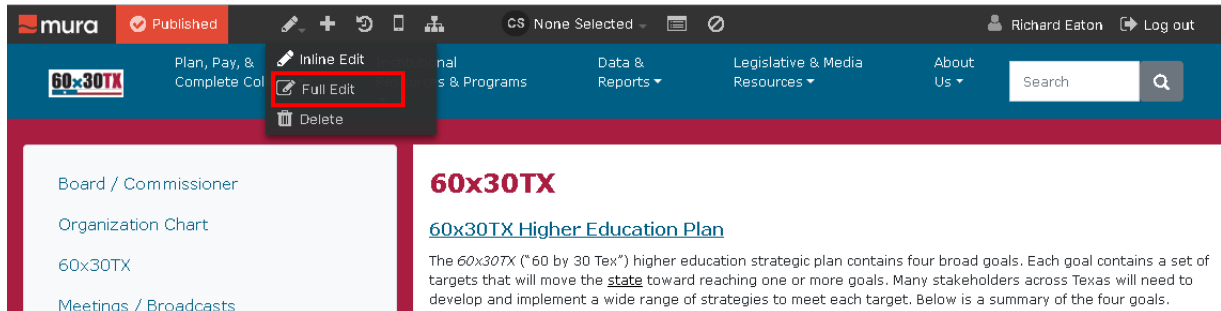 mura Published CS None Selected Richard Eaton Log out
Inline Edit
Full Edit
Delete
60x30TX
Plan, Pay, &
Complete Col
nal
s & Programs
Data &
Reports
Legislative & Media
Resources
About
Us
Search
Board / Commissioner
Organization Chart
60x30TX
Meetings / Broadcasts
60x30TX
60x30TX Higher Education Plan
The 60x30TX ("60 by 30 Tex") higher education strategic plan contains four broad goals. Each goal contains a set of
targets that will move the state toward reaching one or more goals. Many stakeholders across Texas will need to
develop and implement a wide range of strategies to meet each target. Below is a summary of the four goals.